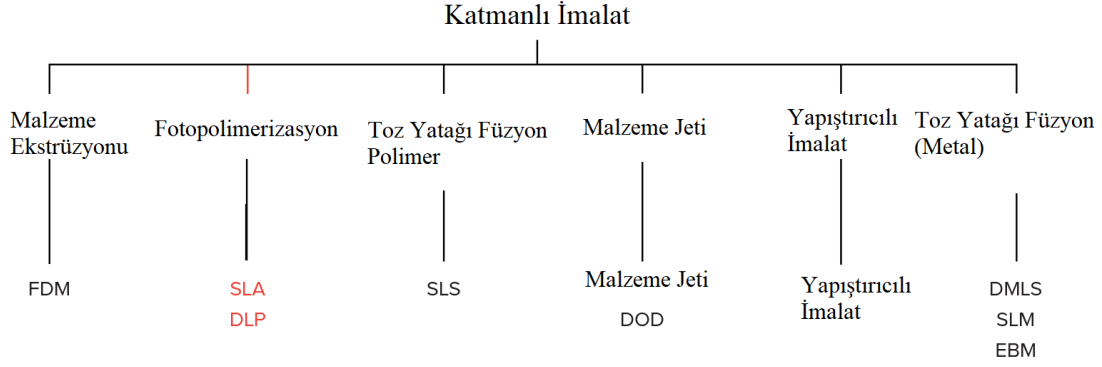 Katmanlı İmalat
Malzeme
Ekstrüzyonu
Fotopolimerizasyon
Toz Yatağı Füzyon
Polimer
Malzeme Jeti
Yapıştırıcılı
İmalat
Toz Yatağı Füzyon
(Metal)
FDM
SLA
DLP
SLS
Malzeme Jeti
DOD
Yapıştırıcılı
İmalat
DMLS
SLM
EBM